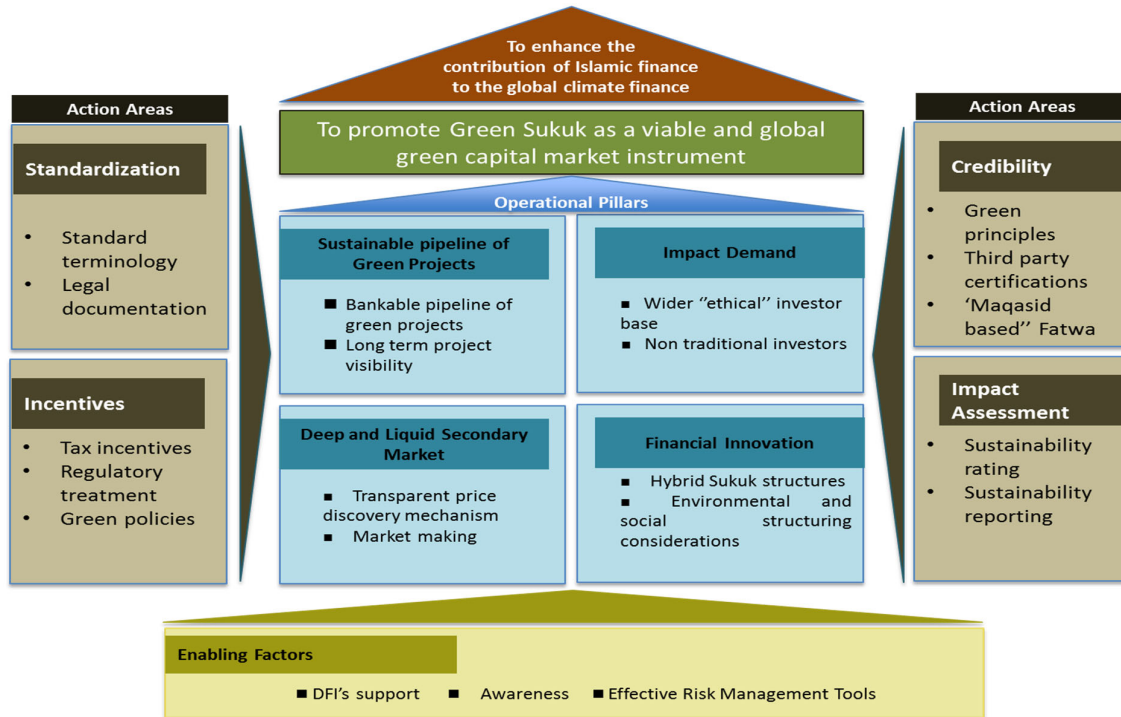 To enhance the
contribution of Islamic finance
to the global climate finance
To promote Green Sukuk as a viable and global
green capital market instrument
Action Areas
Standardization
• Standard
terminology
• Legal
documentation
Incentives
• Tax incentives
• Regulatory
treatment
• Green policies
Operational Pillars
Sustainable pipeline of
Green Projects
■ Bankable pipeline of
green projects
■ Long term project
visibility
Impact Demand
■ Wider ‘‘ethical’’ investor
base
■ Non traditional investors
Deep and Liquid Secondary
Market
■ Transparent price
discovery mechanism
■ Market making
Financial Innovation
■ Hybrid Sukuk structures
■ Environmental and
social structuring
considerations
Action Areas
Credibility
• Green
principles
• Third party
certifications
• ‘Maqasid
based’’ Fatwa
Impact
Assessment
• Sustainability
rating
• Sustainability
reporting
Enabling Factors
■ DFI’s support ■ Awareness ■ Effective Risk Management Tools